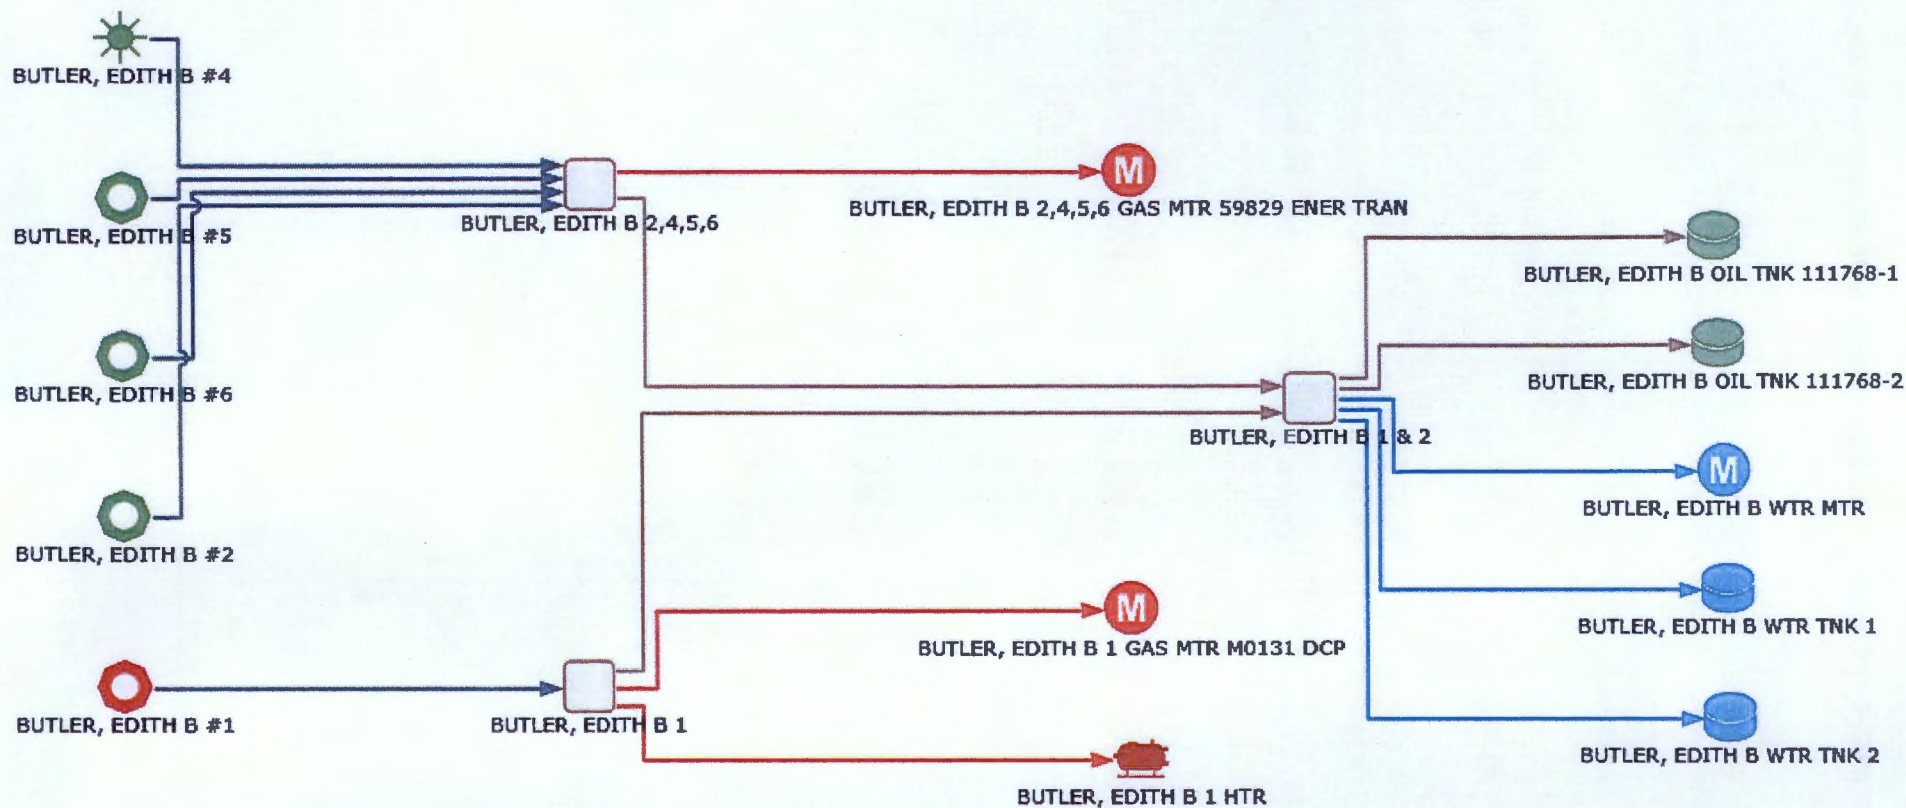 BUTLER, EDITH B #4
BUTLER, EDITH B #5
BUTLER, EDITH B 2,4,5,6
M
BUTLER, EDITH B 2,4,5,6 GAS MTR 59829 ENER TRAN
BUTLER, EDITH B OIL TNK 111768-1
BUTLER, EDITH B #6
BUTLER, EDITH B OIL TNK 111768-2
BUTLER, EDITH B 1 & 2
M
BUTLER, EDITH B WTR MTR
BUTLER, EDITH B #2
M
BUTLER, EDITH B 1 GAS MTR M0131 DCP
BUTLER, EDITH B WTR TNK 1
BUTLER, EDITH B #1
BUTLER, EDITH B 1
BUTLER, EDITH B WTR TNK 2
BUTLER, EDITH B 1 HTR